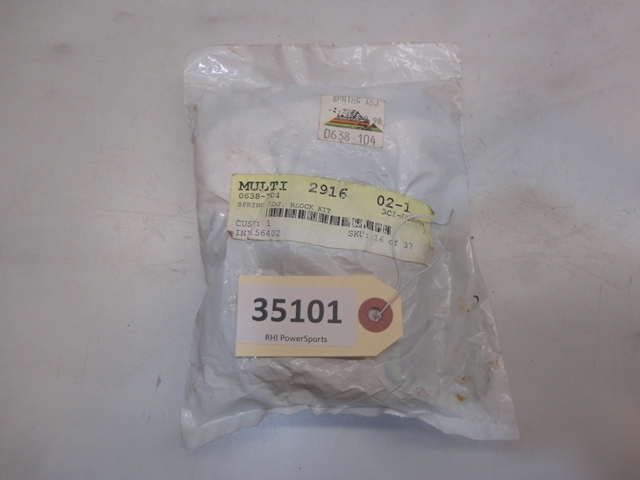 SPRING ADJ
98
0638-104
MULTI 2916 02-1
0638-104
SPRING ADJ. BLOCK KIT
CUST: 1
SKU: 16 of 37
INV 56402
35101
RHI PowerSports